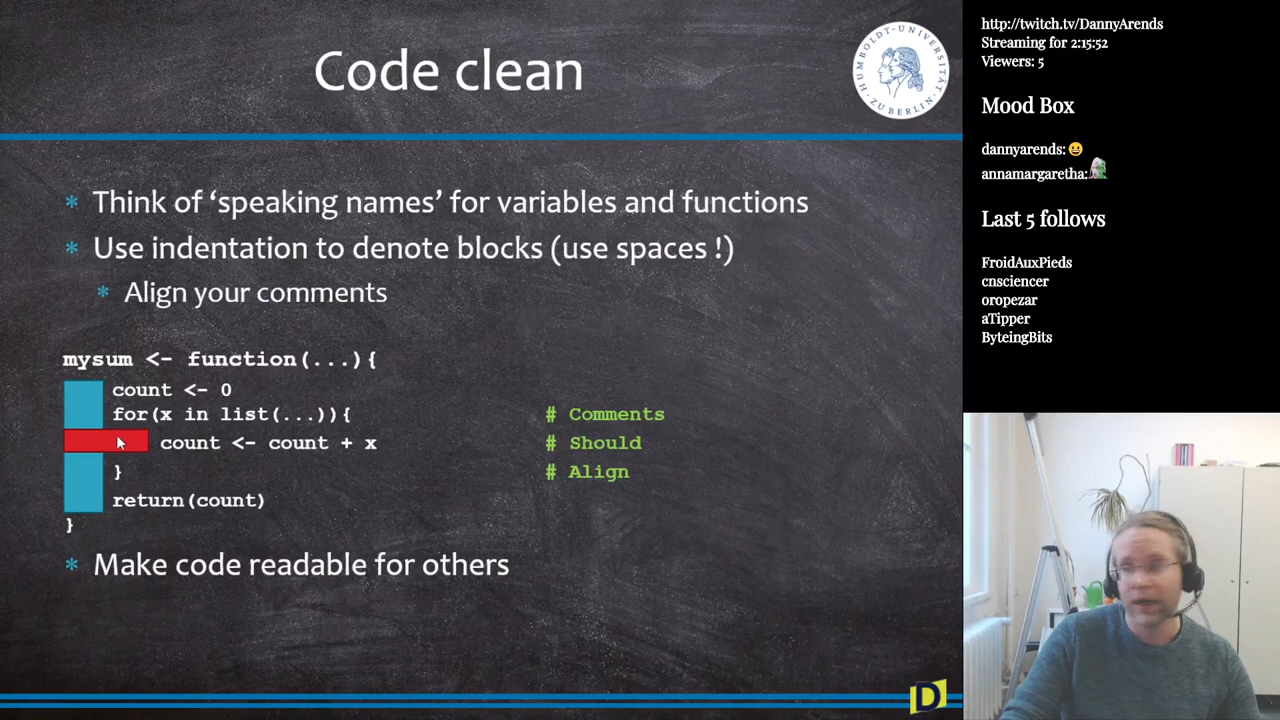 Code clean
HUMBOLDT-UNIVERSITÄT
ZU BERLIN
* Think of ‘speaking names’ for variables and functions
* Use indentation to denote blocks (use spaces !)
* Align your comments
mysum <- function(...){
count <- 0
for(x in list(...)){ # Comments
count <- count + x # Should
} # Align
return(count)
}
* Make code readable for others
D
http://twitch.tv/DannyArends
Streaming for 2:15:52
Viewers: 5
Mood Box
dannyarends:😀
annamargaretha:
Last 5 follows
FroidAuxPieds
cnsciencer
oropezar
aTipper
ByteingBits